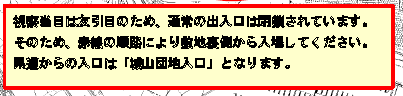 視察当日は友引日のため、通常の出入口は閉鎖されています。
そのため、赤線の順路により敷地裏側から入場してください。
県道からの入口は「城山団地入口」となります。